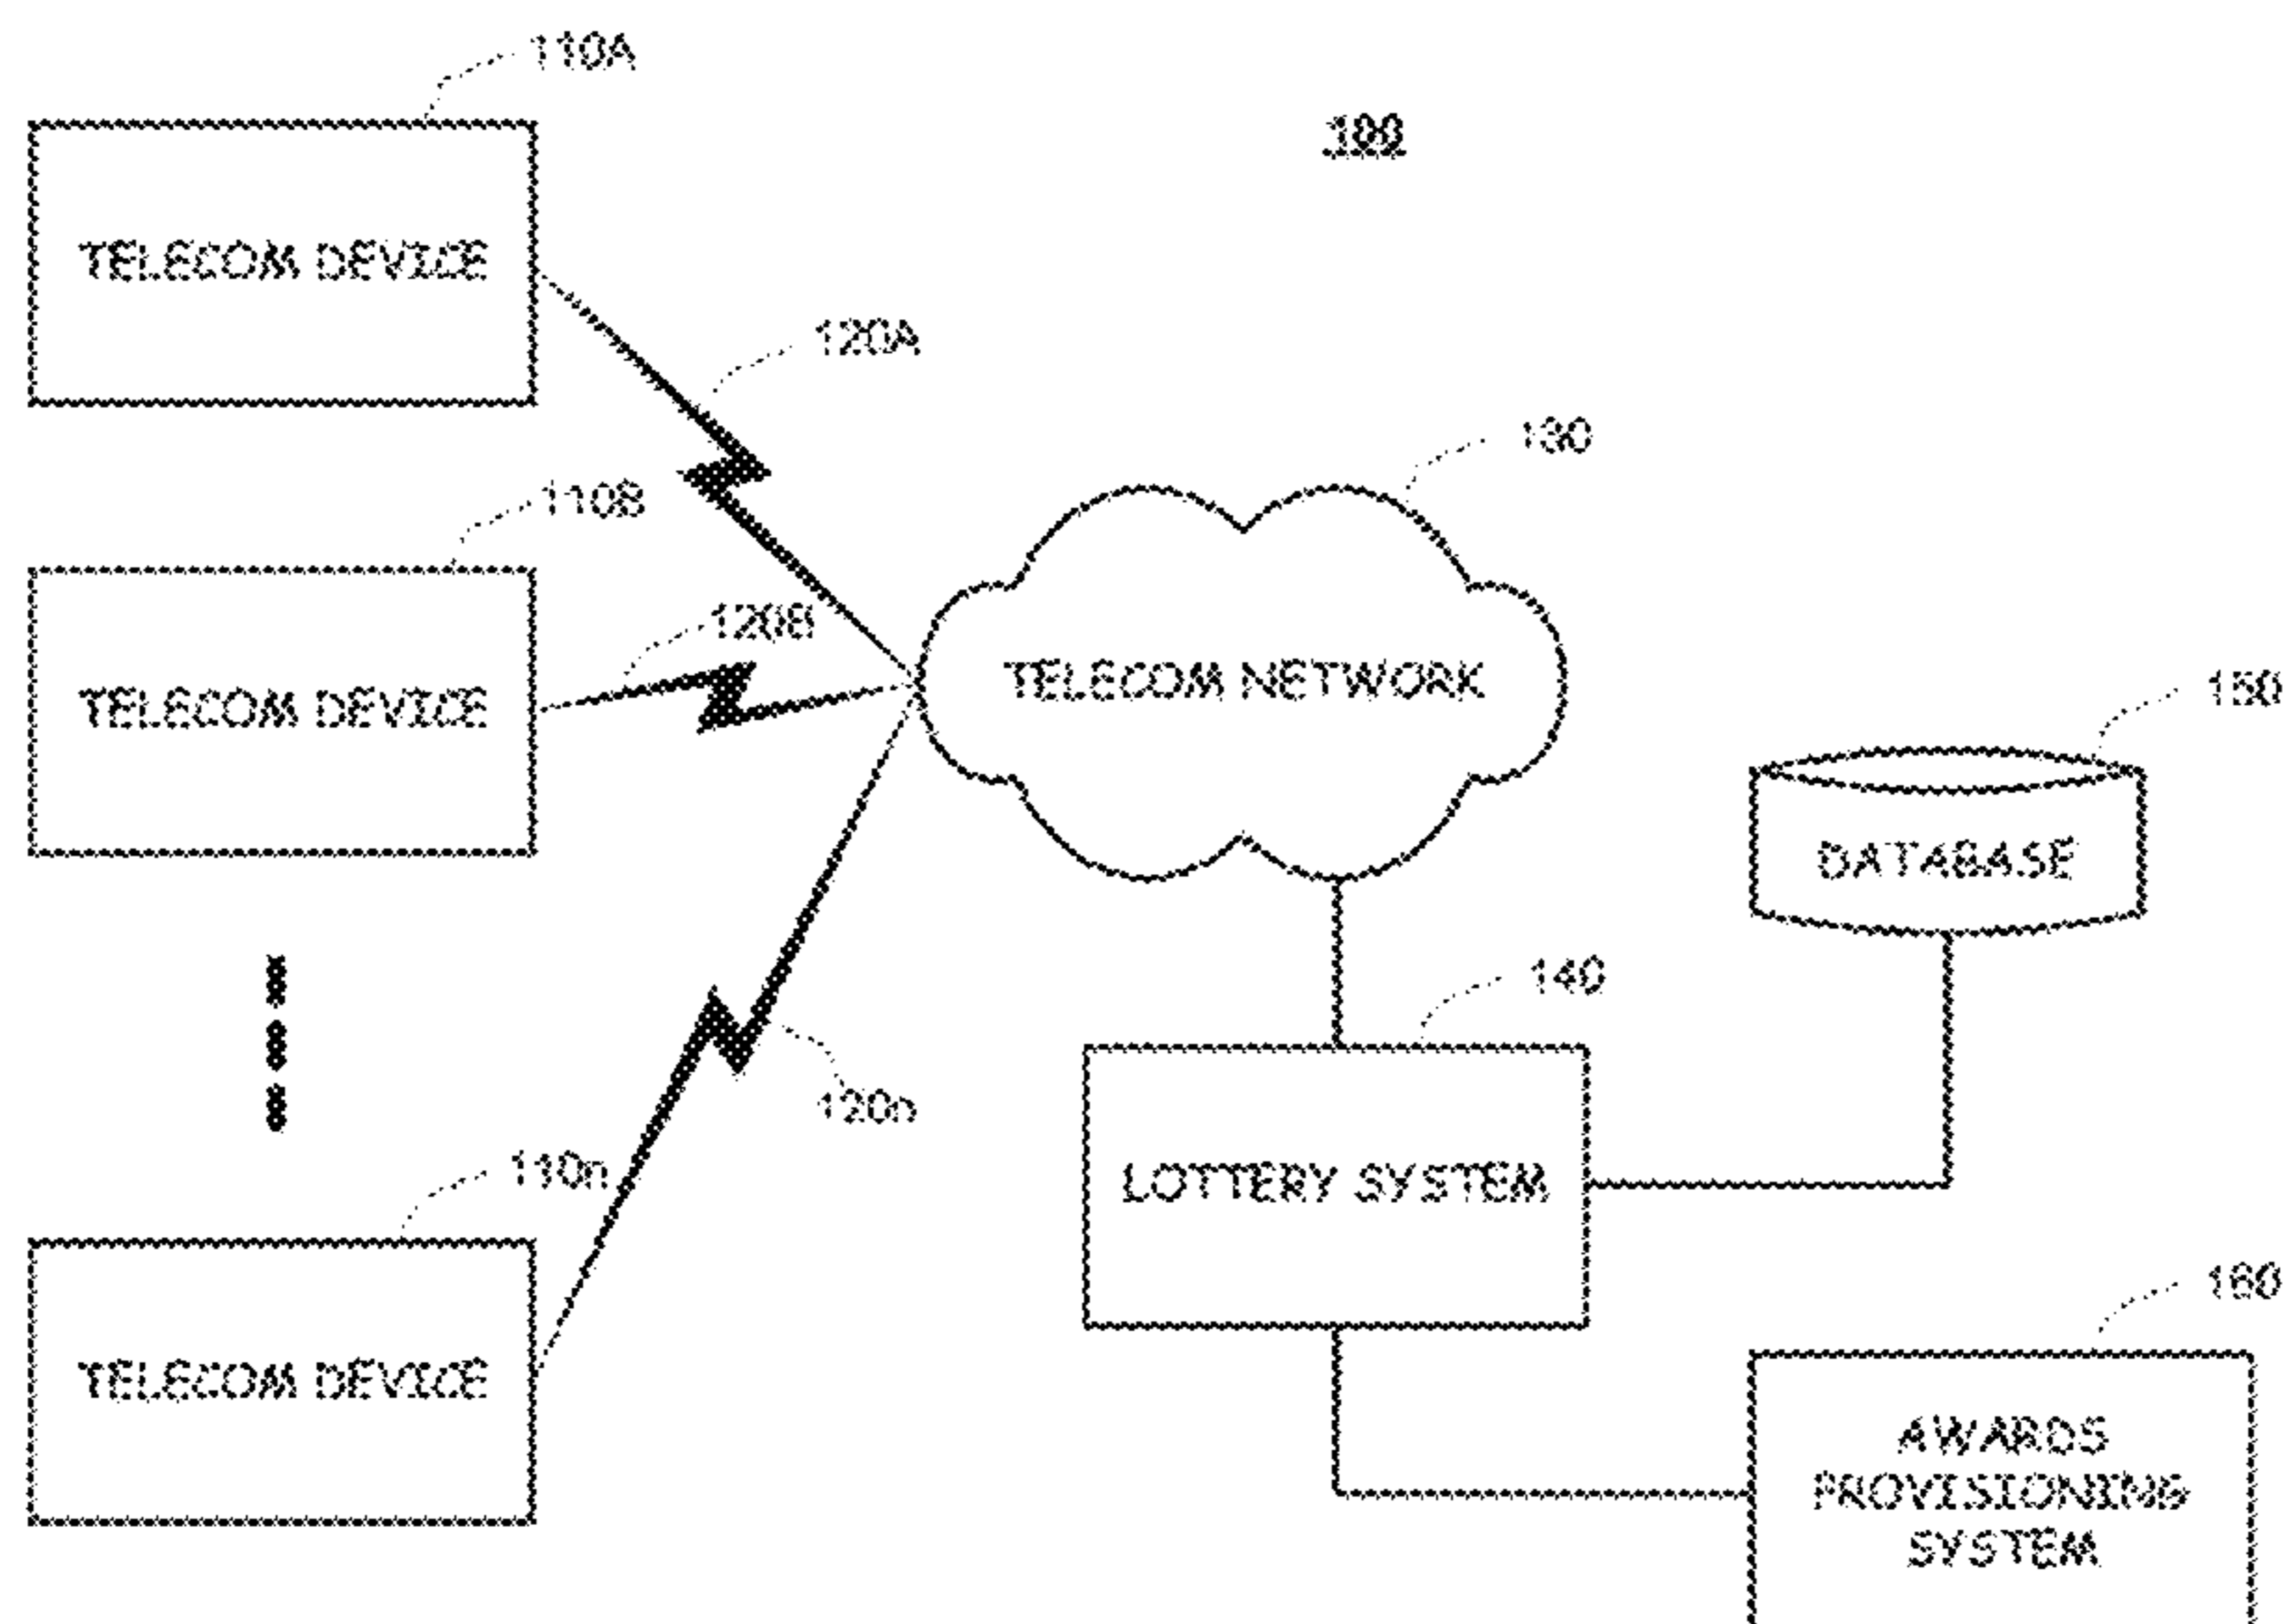 110A
100
TELECOM DEVICE
120A
130
110B
120B
TELECOM NETWORK
TELECOM DEVICE
150
DATABASE
140
120n
110n
LOTTERY SYSTEM
160
TELECOM DEVICE
AWARDS
PROVISIONING
SYSTEM